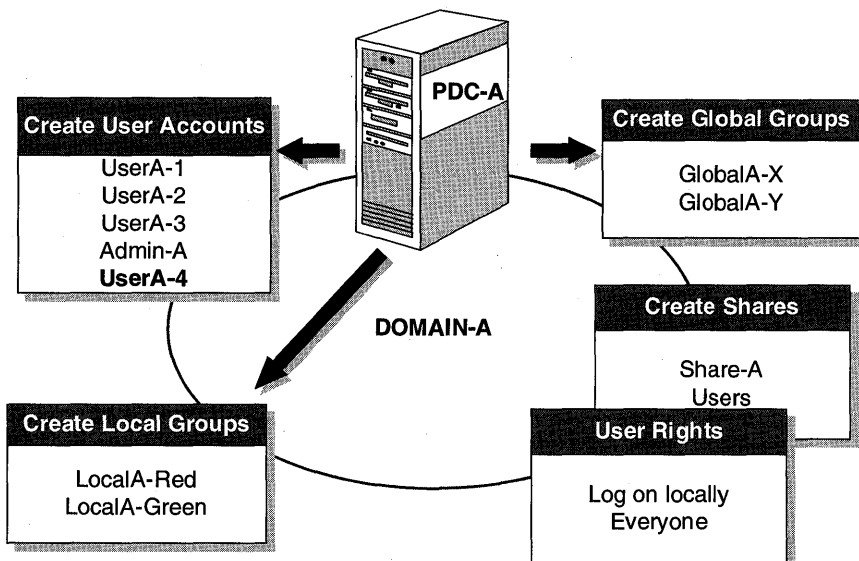 PDC-A
Create User Accounts
UserA-1
UserA-2
UserA-3
Admin-A
UserA-4
Create Global Groups
GlobalA-X
GlobalA-Y
DOMAIN-A
Create Shares
Share-A
Users
Create Local Groups
LocalA-Red
LocalA-Green
User Rights
Log on locally
Everyone